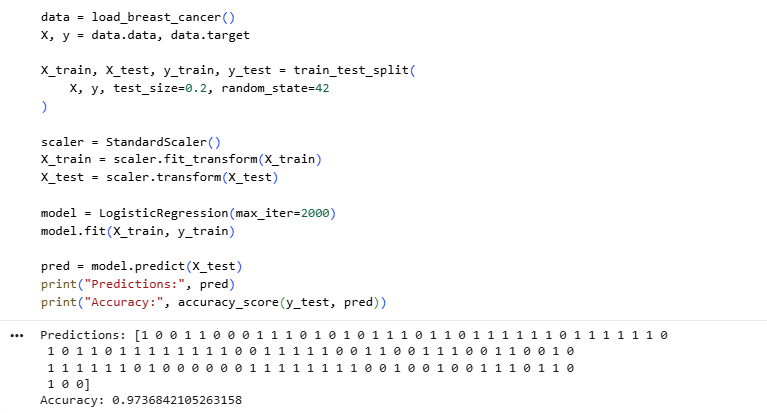 data = load_breast_cancer()
X, y = data.data, data.target
X_train, X_test, y_train, y_test = train_test_split(
    X, y, test_size=0.2, random_state=42
)
scaler = StandardScaler()
X_train = scaler.fit_transform(X_train)
X_test = scaler.transform(X_test)
model = LogisticRegression(max_iter=2000)
model.fit(X_train, y_train)
pred = model.predict(X_test)
print("Predictions:", pred)
print("Accuracy:", accuracy_score(y_test, pred))
Predictions: [1 0 0 1 1 0 0 0 1 1 1 0 1 0 1 0 1 1 1 0 1 1 0 1 1 1 1 1 1 0 1 1 1 1 1 1 0
 1 0 1 1 0 1 1 1 1 1 1 1 1 0 0 1 1 1 1 1 0 0 1 1 0 0 1 1 1 0 0 1 1 0 0 1 0
 1 1 1 1 1 1 0 1 0 0 0 0 0 0 1 1 1 1 1 1 1 1 0 0 1 0 0 1 0 0 1 1 1 0 1 1 0
 1 0 0]
Accuracy: 0.9736842105263158